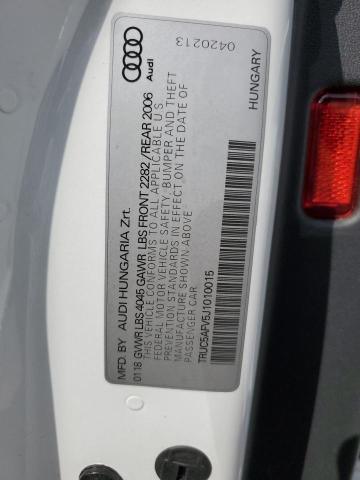 MFD. BY AUDI HUNGARIA Zrt.
0118 GVWR LBS 4045 GAWR LBS FRONT 2282/REAR 2006
THIS VEHICLE CONFORMS TO ALL APPLICABLE U.S.
FEDERAL MOTOR VEHICLE SAFETY, BUMPER AND THEFT
PREVENTION STANDARDS IN EFFECT ON THE DATE OF
MANUFACTURE SHOWN ABOVE
PASSENGER CAR
TRUC5AFV5J1010015
HUNGARY
Audi
0420213